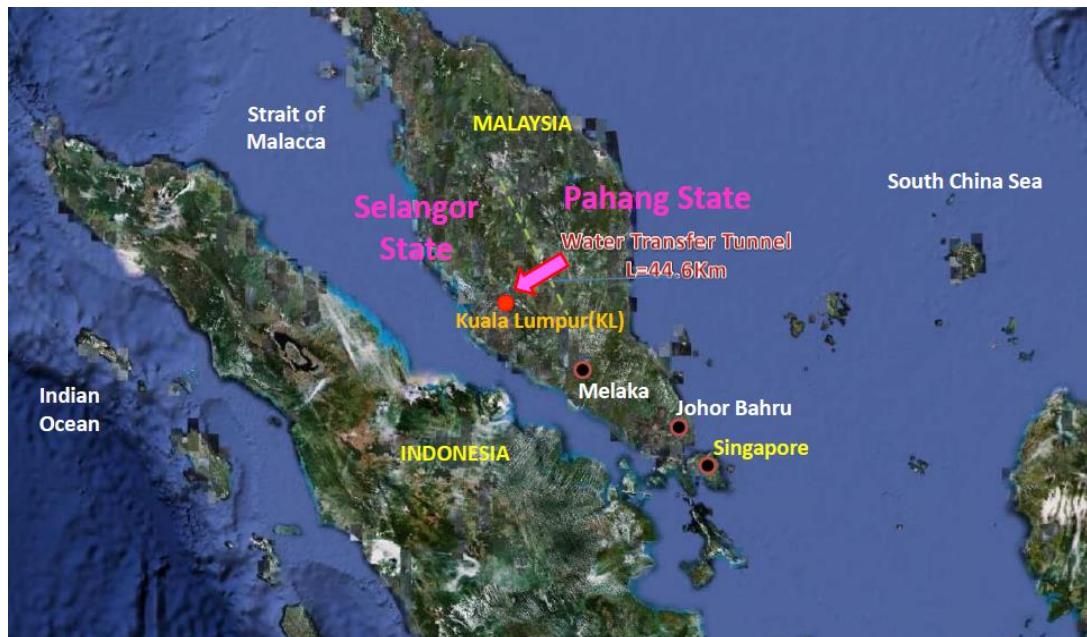 Strait of
Malacca
MALAYSIA
South China Sea
Selangor
State
Pahang State
Water Transfer Tunnel
L=44.6Km
Kuala Lumpur(KL)
Melaka
Indian
Ocean
Johor Bahru
INDONESIA
Singapore